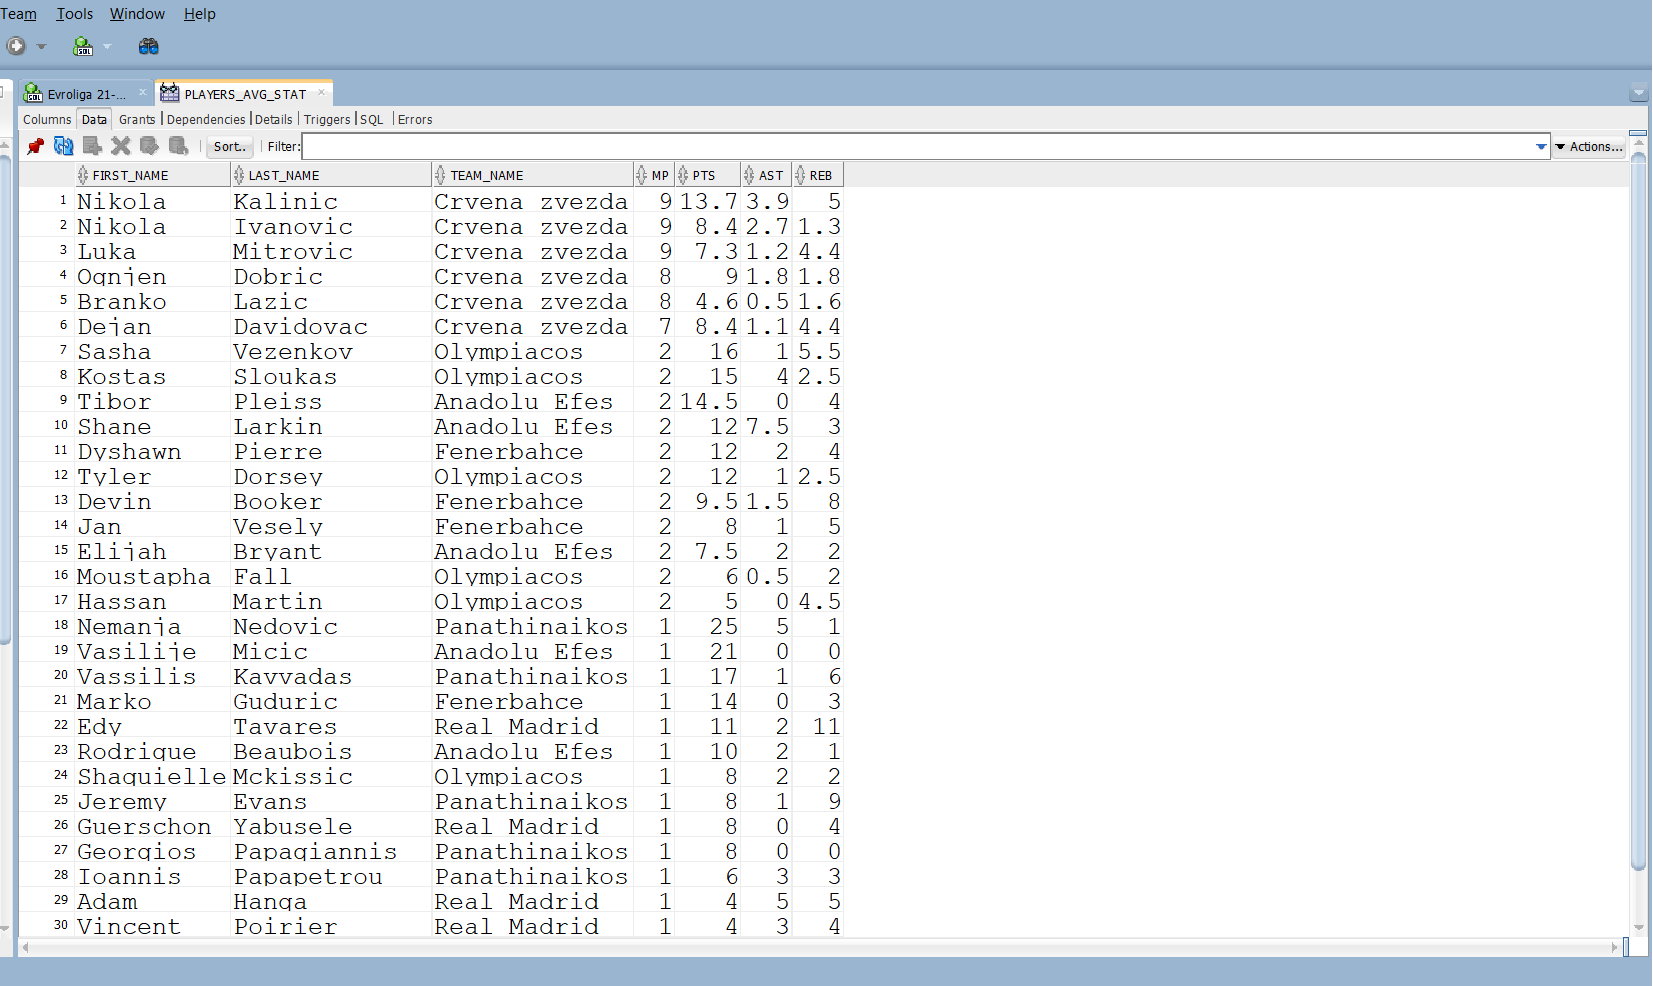 Team Tools Window Help
SQL
SQL Evroliga 21-... PLAYERS_AVG_STAT
Columns Data Grants Dependencies Details Triggers SQL Errors
Sort.. Filter: Actions...
FIRST_NAME LAST_NAME TEAM_NAME MP PTS AST REB
1 Nikola Kalinic Crvena zvezda 9 13.7 3.9 5
2 Nikola Ivanovic Crvena zvezda 9 8.4 2.7 1.3
3 Luka Mitrovic Crvena zvezda 9 7.3 1.2 4.4
4 Ognjen Dobric Crvena zvezda 8 9 1.8 1.8
5 Branko Lazic Crvena zvezda 8 4.6 0.5 1.6
6 Dejan Davidovac Crvena zvezda 7 8.4 1.1 4.4
7 Sasha Vezenkov Olympiacos 2 16 1 5.5
8 Kostas Sloukas Olympiacos 2 15 4 2.5
9 Tibor Pleiss Anadolu Efes 2 14.5 0 4
10 Shane Larkin Anadolu Efes 2 12 7.5 3
11 Dyshawn Pierre Fenerbahce 2 12 2 4
12 Tyler Dorsey Olympiacos 2 12 1 2.5
13 Devin Booker Fenerbahce 2 9.5 1.5 8
14 Jan Vesely Fenerbahce 2 8 1 5
15 Elijah Bryant Anadolu Efes 2 7.5 2 2
16 Moustapha Fall Olympiacos 2 6 0.5 2
17 Hassan Martin Olympiacos 2 5 0 4.5
18 Nemanja Nedovic Panathinaikos 1 25 5 1
19 Vasilije Micic Anadolu Efes 1 21 0 0
20 Vassilis Kavvadas Panathinaikos 1 17 1 6
21 Marko Guduric Fenerbahce 1 14 0 3
22 Edy Tavares Real Madrid 1 11 2 11
23 Rodrigue Beaubois Anadolu Efes 1 10 2 1
24 Shaquielle Mckissic Olympiacos 1 8 2 2
25 Jeremy Evans Panathinaikos 1 8 1 9
26 Guerschon Yabusele Real Madrid 1 8 0 4
27 Georgios Papagiannis Panathinaikos 1 8 0 0
28 Ioannis Papapetrou Panathinaikos 1 6 3 3
29 Adam Hanga Real Madrid 1 4 5 5
30 Vincent Poirier Real Madrid 1 4 3 4